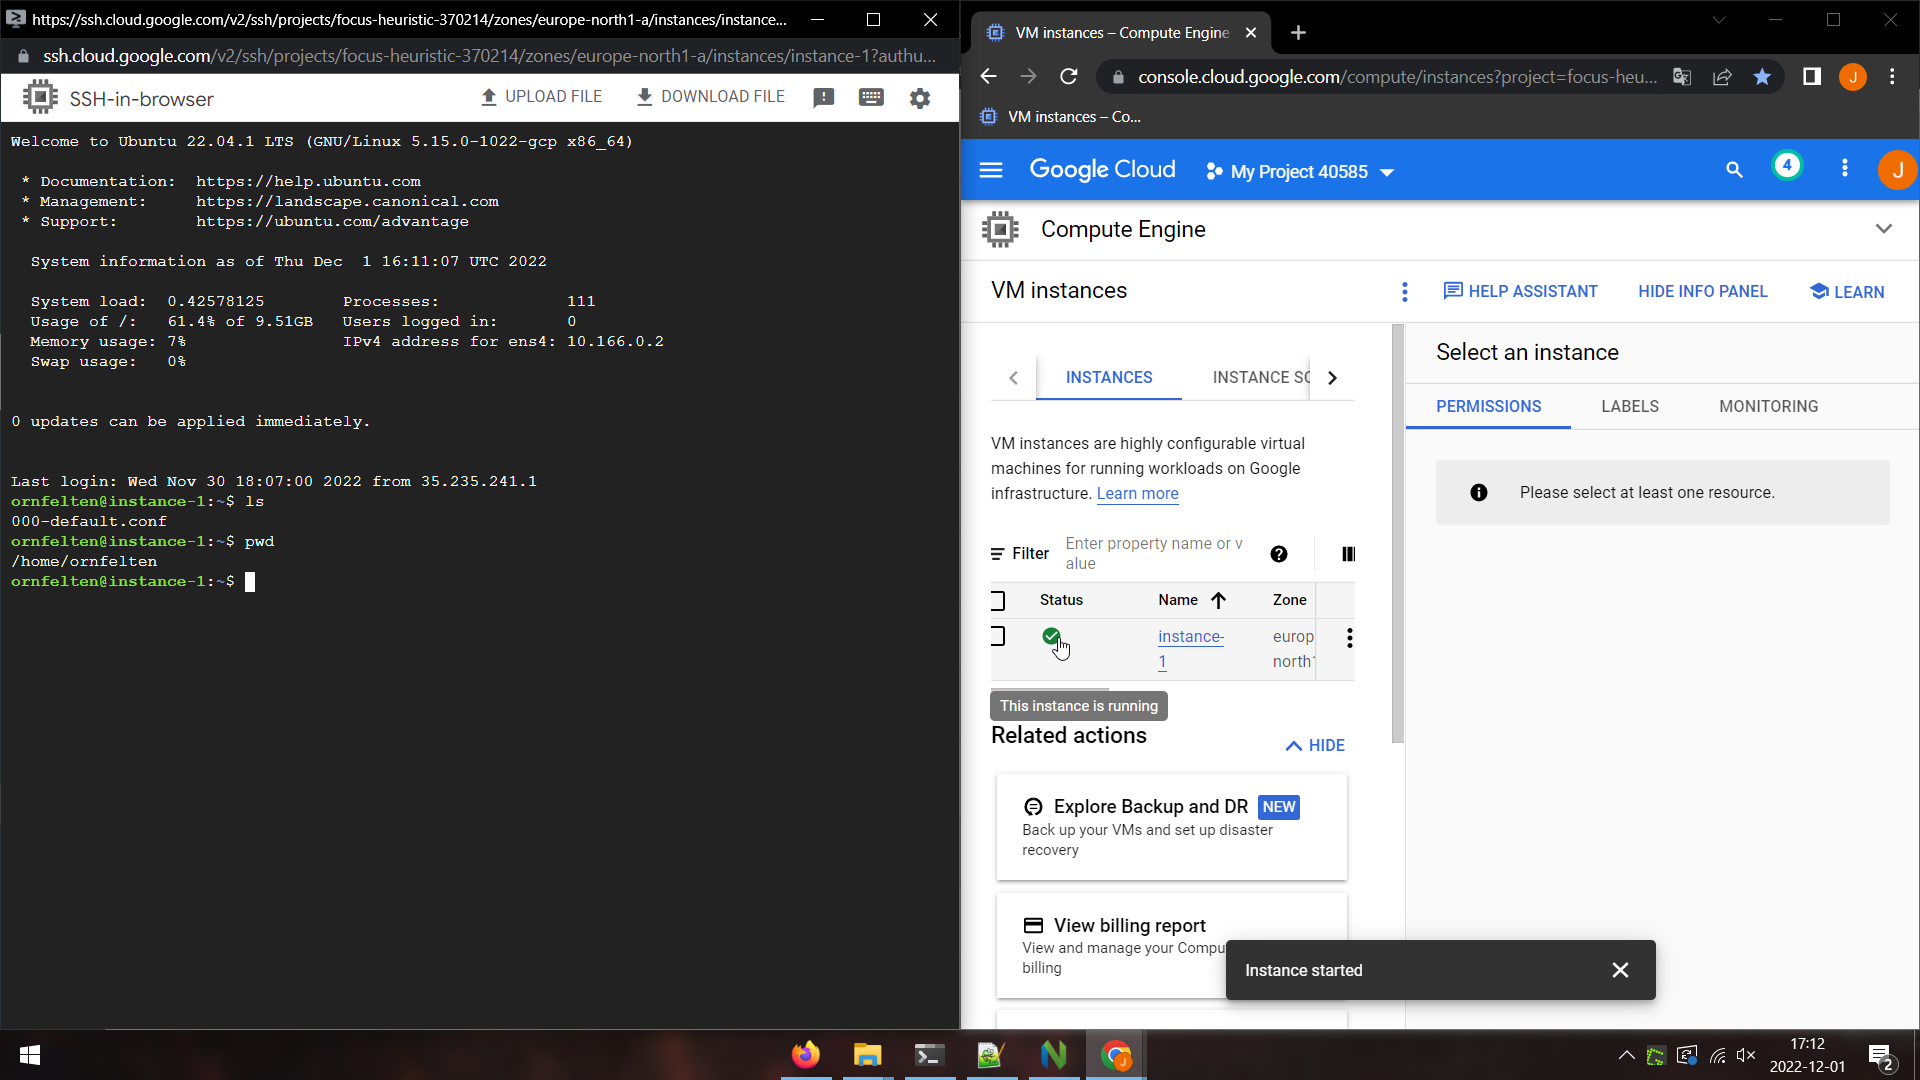 https://ssh.cloud.google.com/v2/ssh/projects/focus-heuristic-370214/zones/europe-north1-a/instances/instance...
ssh.cloud.google.com/v2/ssh/projects/focus-heuristic-370214/zones/europe-north1-a/instances/instance-1?authu...
SSH-in-browser
UPLOAD FILE
DOWNLOAD FILE
Welcome to Ubuntu 22.04.1 LTS (GNU/Linux 5.15.0-1022-gcp x86_64)
* Documentation: https://help.ubuntu.com
* Management: https://landscape.canonical.com
* Support: https://ubuntu.com/advantage
System information as of Thu Dec 1 16:11:07 UTC 2022
System load: 0.42578125 Processes: 111
Usage of /: 61.4% of 9.51GB Users logged in: 0
Memory usage: 7% IPv4 address for ens4: 10.166.0.2
Swap usage: 0%
0 updates can be applied immediately.
Last login: Wed Nov 30 18:07:00 2022 from 35.235.241.1
ornfelten@instance-1:~$ ls
000-default.conf
ornfelten@instance-1:~$ pwd
/home/ornfelten
ornfelten@instance-1:~$
VM instances – Compute Engine
console.cloud.google.com/compute/instances?project=focus-heu...
J
VM instances – Co...
Google Cloud
My Project 40585
4
J
Compute Engine
VM instances
HELP ASSISTANT
HIDE INFO PANEL
LEARN
INSTANCES
INSTANCE SC
VM instances are highly configurable virtual
machines for running workloads on Google
infrastructure. Learn more
Filter
Enter property name or v
alue
Status
Name
Zone
instance-
1
europ
north1
This instance is running
Related actions
HIDE
Explore Backup and DR NEW
Back up your VMs and set up disaster
recovery
View billing report
View and manage your Compu
billing
Select an instance
PERMISSIONS
LABELS
MONITORING
Please select at least one resource.
Instance started
J
17:12
2022-12-01
2